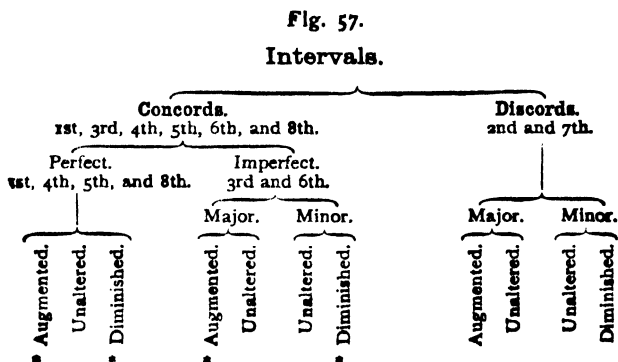 Fig. 57.
Intervals.
Concords.
1st, 3rd, 4th, 5th, 6th, and 8th.
Discords.
2nd and 7th.
Perfect.
1st, 4th, 5th, and 8th.
Imperfect.
3rd and 6th.
Major.
Minor.
Major.
Minor.
Augmented.
Unaltered.
Diminished.
Augmented.
Unaltered.
Unaltered.
Diminished.
Augmented.
Unaltered.
Unaltered.
Diminished.